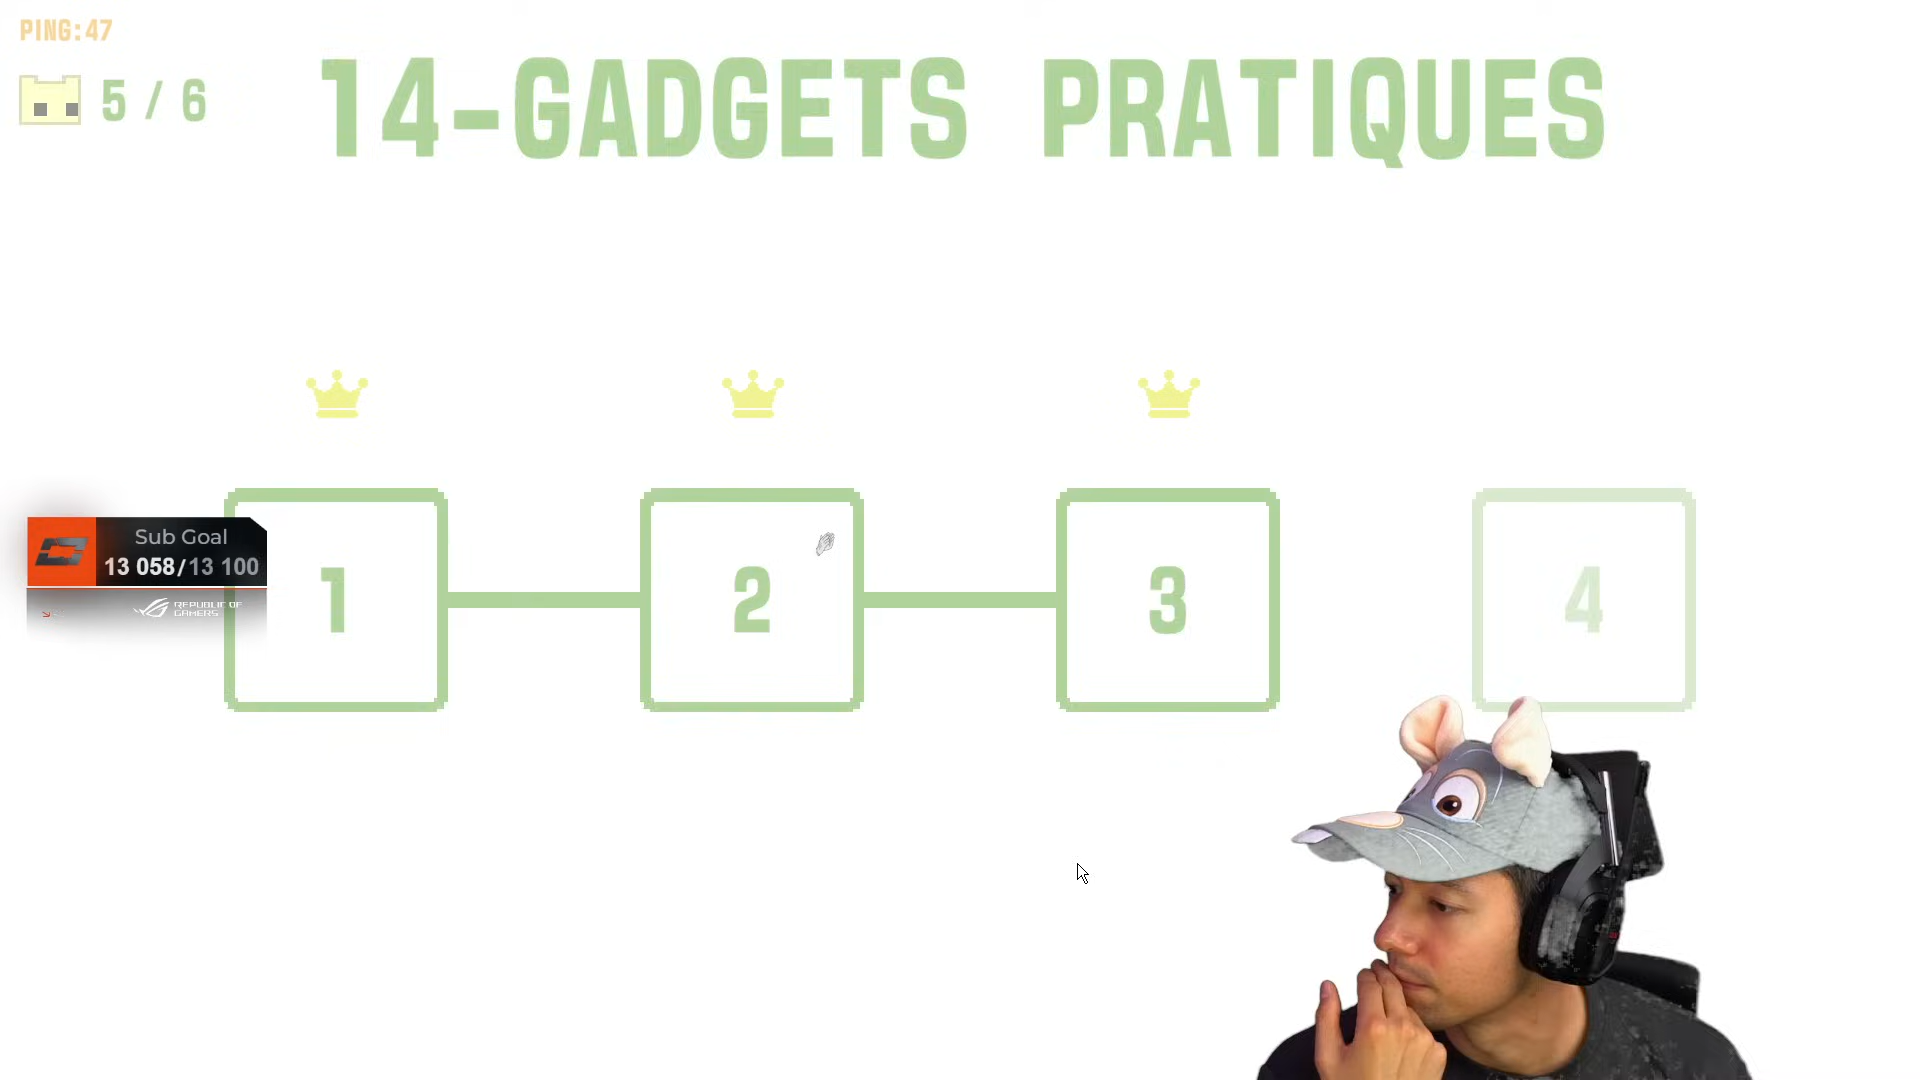 PING:47
5 / 6
14-GADGETS PRATIQUES
Sub Goal
13 058/13 100
REPUBLIC OF
GAMERS
1
2
3
4